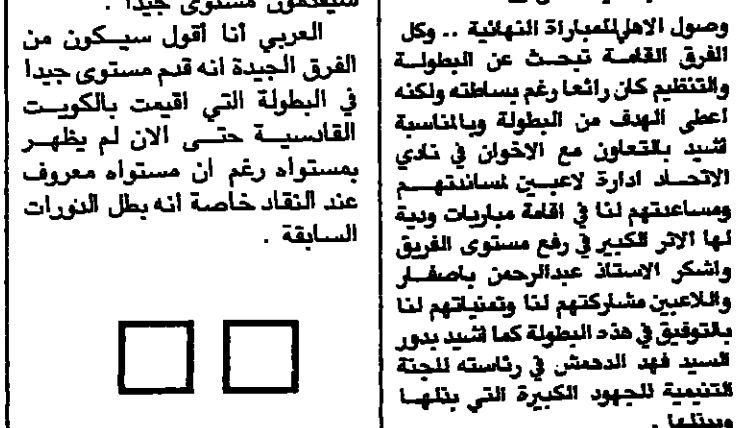 وصول الاهلي للمباراة النهائية .. وكل
الفرق القادمة تبحث عن البطولة
والتنظيم كان رائعا رغم بساطته ولكنه
اعطى الهدف من البطولة وبالمناسبة
اشيد بالتعاون مع الاخوان في نادي
الاتحاد ادارة لاعبين لمساندتهم
ومساعدتهم لنا في اقامة مباريات ودية
لها الاثر الكبير في رفع مستوى الفريق
واشكر الاستاذ عبدالرحمن باصفار
واللاعبين مشاركتهم لنا وتمنياتهم لنا
بالتوفيق في هذه البطولة كما اشيد بدور
السيد فهد الدحمش في رئاسته للجنة
التنيمية للجهود الكبيرة التي بذلها
ويبذلها .
سيقدمون مستوى جيدا .
العربي أنا أقول سيكون من
الفرق الجيدة انه قدم مستوى جيدا
في البطولة التي اقيمت بالكويت
القادسية حتى الان لم يظهر
بمستواه رغم ان مستواه معروف
عند النقاد خاصة انه بطل الدورات
السابقة .